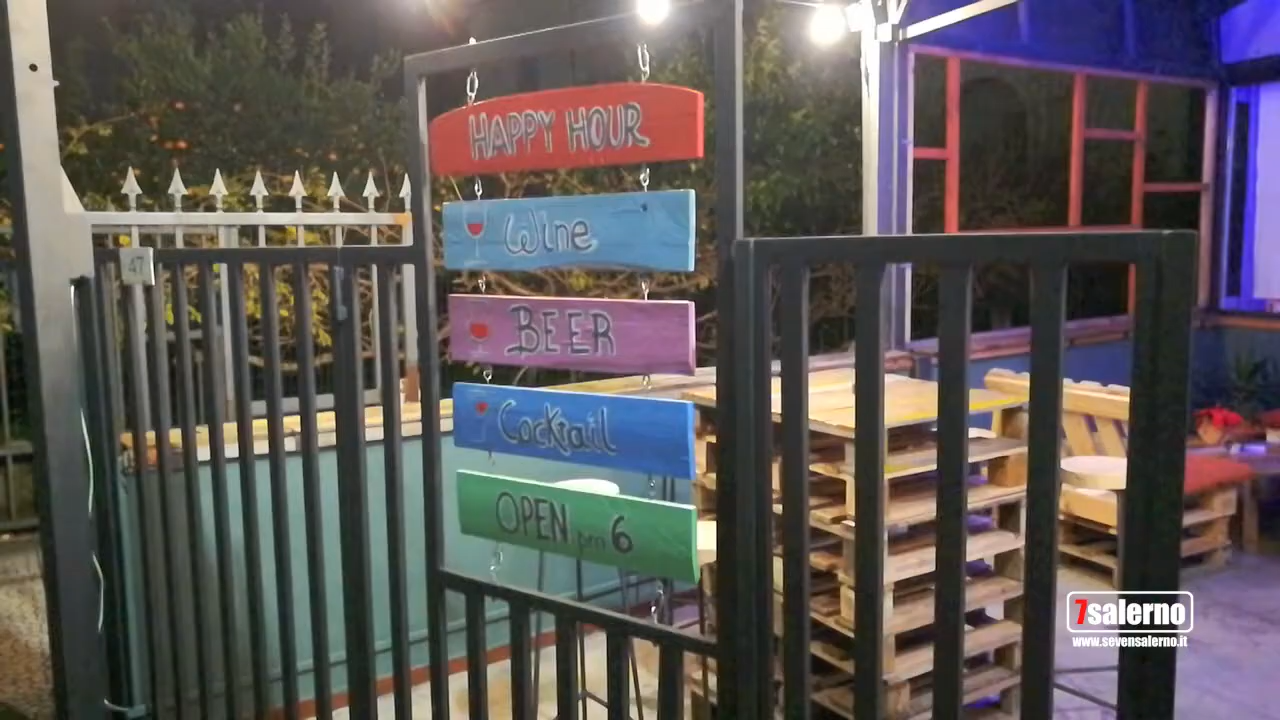 HAPPY HOUR
Wine
BEER
Cocktail
OPEN pm 6
47
7salerno
www.sevensalerno.it